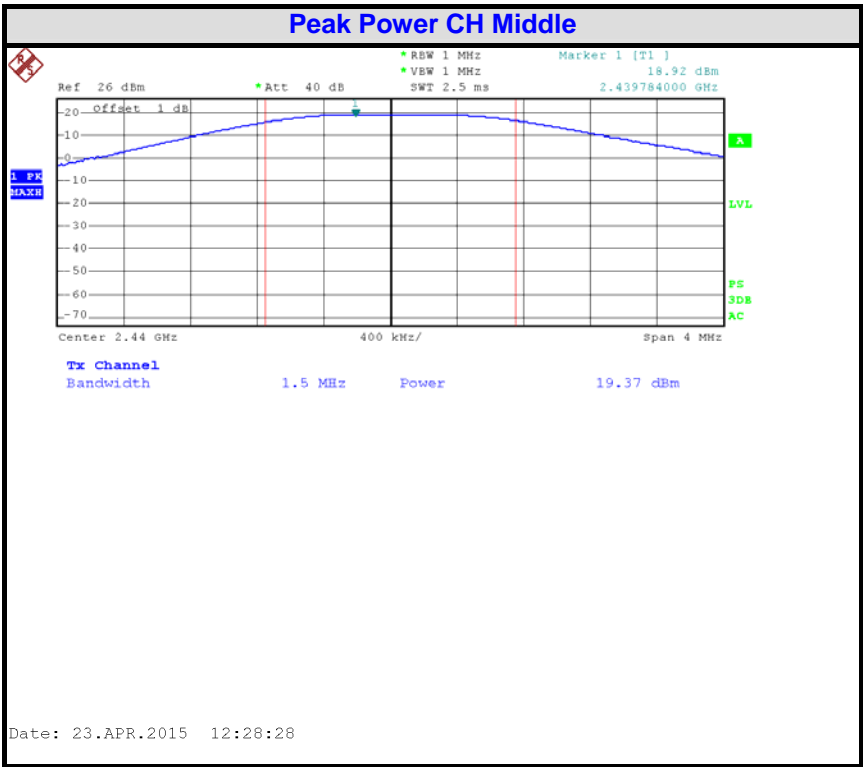 Peak Power CH Middle
R S
* RBW 1 MHz Marker 1 [T1 ]
* VBW 1 MHz 18.92 dBm
Ref 26 dBm * Att 40 dB SWT 2.5 ms 2.439784000 GHz
Offset 1 dB
1
20
10
0
-10
-20
-30
-40
-50
-60
-70
1 PK
MAXH
A
LVL
PS
3DB
AC
Center 2.44 GHz 400 kHz/ Span 4 MHz
Tx Channel
Bandwidth 1.5 MHz Power 19.37 dBm
Date: 23.APR.2015 12:28:28